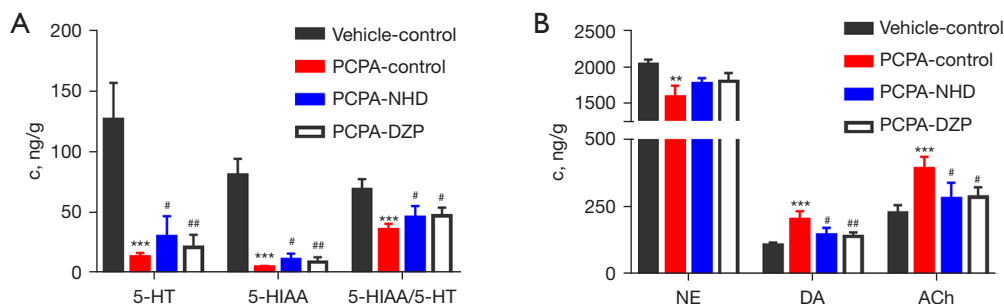 A
c, ng/g
200
150
100
50
0
Vehicle-control
PCPA-control
PCPA-NHD
PCPA-DZP
*** # ##
*** # ##
*** # #
5-HT 5-HIAA 5-HIAA/5-HT
B
c, ng/g
2500
2000
1500
500
250
0
Vehicle-control
PCPA-control
PCPA-NHD
PCPA-DZP
**
*** # ##
*** # #
NE DA ACh